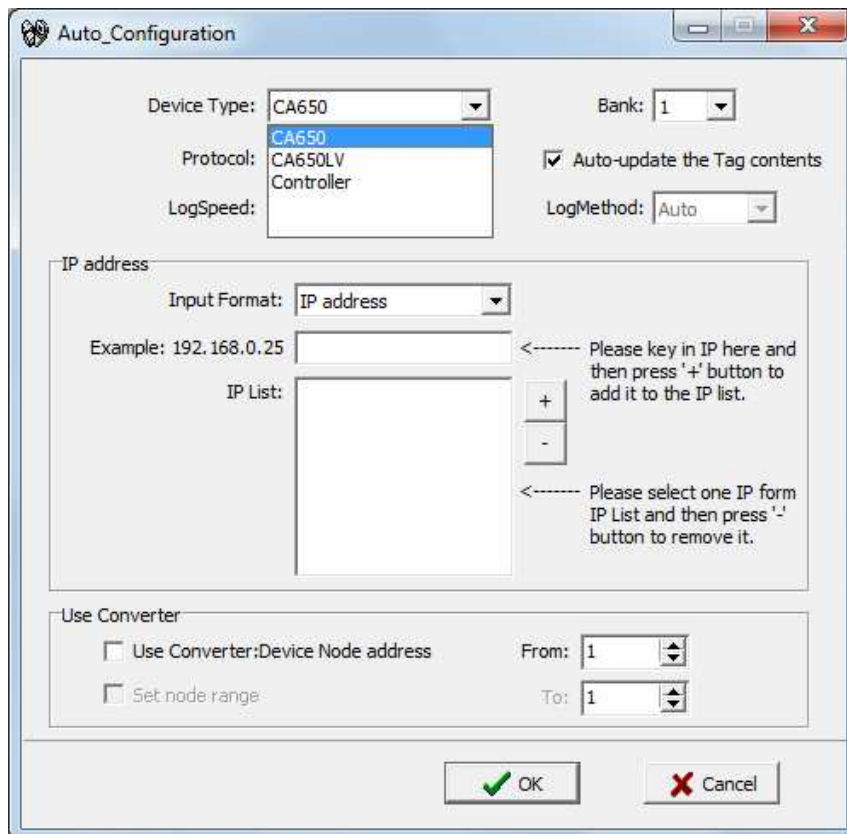 Auto_Configuration
Device Type: CA650
Bank: 1
CA650
CA650LV
Controller
Protocol:
Auto-update the Tag contents
LogSpeed:
LogMethod: Auto
IP address
Input Format: IP address
Example: 192.168.0.25
<------- Please key in IP here and
then press '+' button to
add it to the IP list.
IP List:
+
-
<------- Please select one IP form
IP List and then press '-'
button to remove it.
Use Converter
Use Converter:Device Node address
From: 1
Set node range
To: 1
OK
Cancel